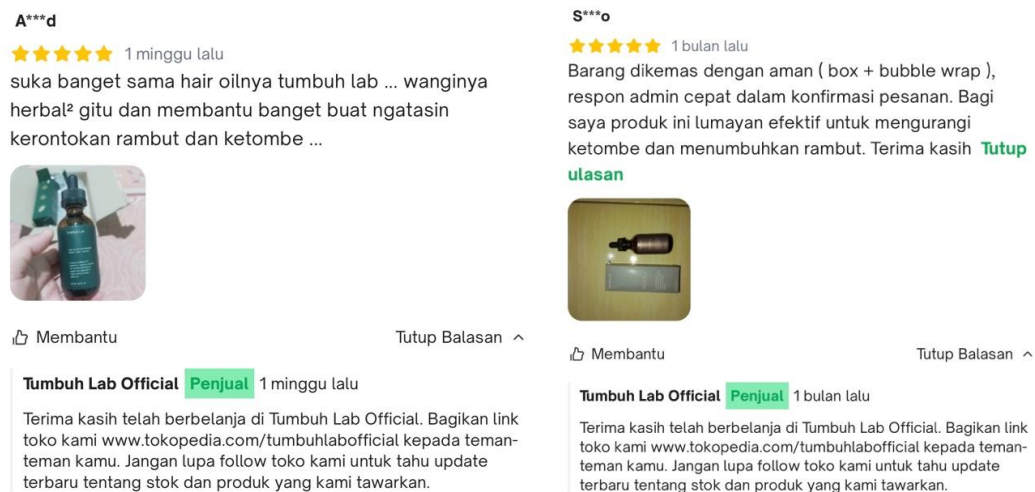 A***d
1 minggu lalu
suka banget sama hair oilnya tumbuh lab ... wanginya
herbal² gitu dan membantu banget buat ngatasin
kerontokan rambut dan ketombe ...
Membantu
Tutup Balasan
Tumbuh Lab Official Penjual 1 minggu lalu
Terima kasih telah berbelanja di Tumbuh Lab Official. Bagikan link
toko kami www.tokopedia.com/tumbuhlabofficial kepada teman-
teman kamu. Jangan lupa follow toko kami untuk tahu update
terbaru tentang stok dan produk yang kami tawarkan.
S***o
1 bulan lalu
Barang dikemas dengan aman ( box + bubble wrap ),
respon admin cepat dalam konfirmasi pesanan. Bagi
saya produk ini lumayan efektif untuk mengurangi
ketombe dan menumbuhkan rambut. Terima kasih Tutup
ulasan
Membantu
Tutup Balasan
Tumbuh Lab Official Penjual 1 bulan lalu
Terima kasih telah berbelanja di Tumbuh Lab Official. Bagikan link
toko kami www.tokopedia.com/tumbuhlabofficial kepada teman-
teman kamu. Jangan lupa follow toko kami untuk tahu update
terbaru tentang stok dan produk yang kami tawarkan.